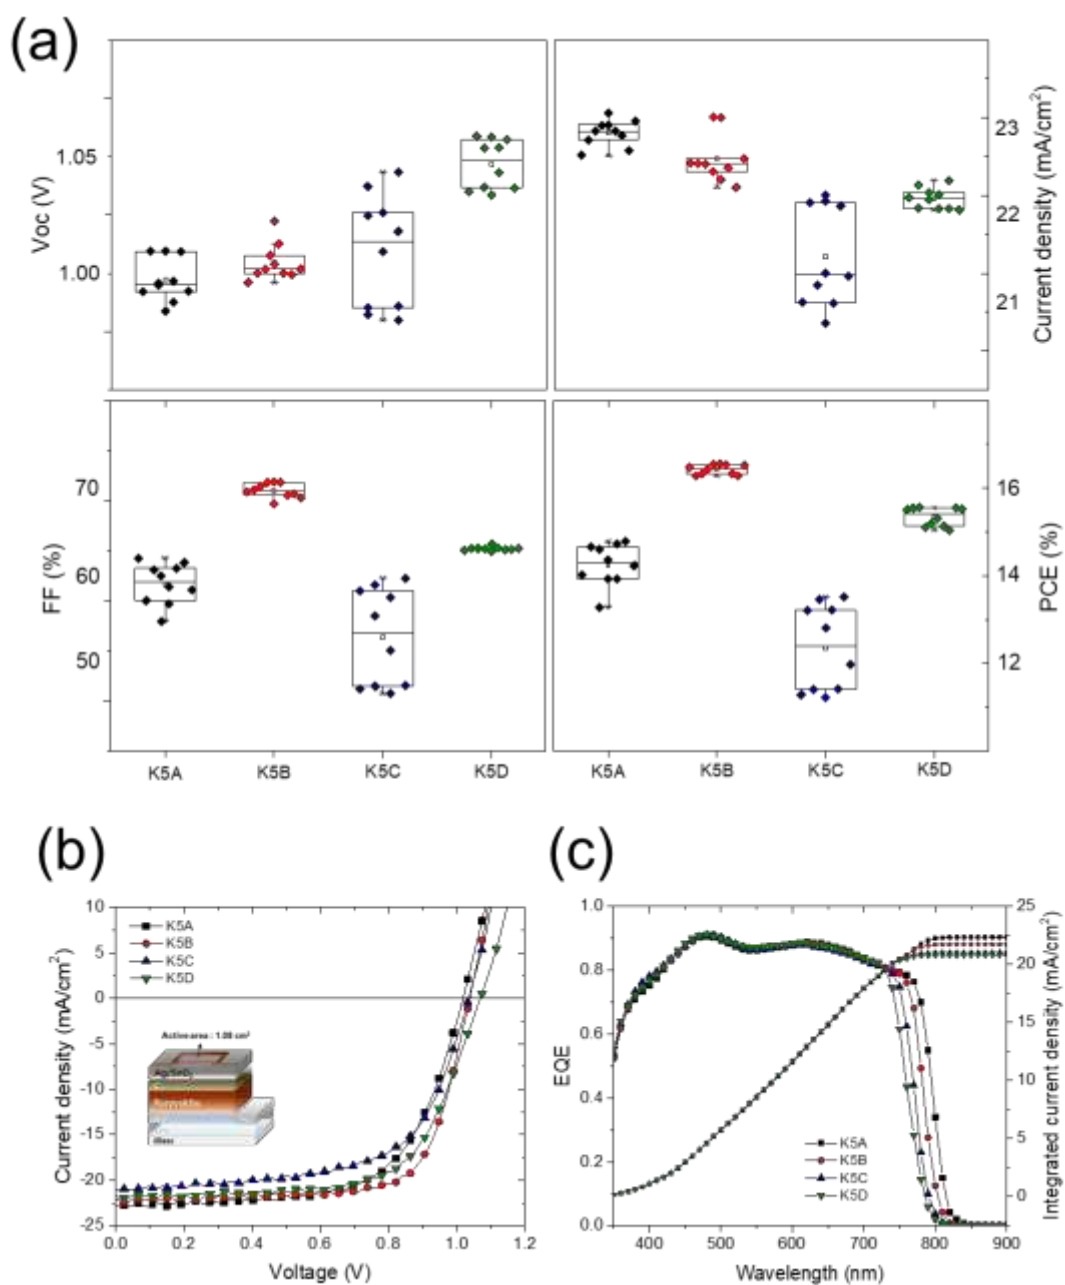 (a)
Voc (V)
1.05
1.00
23
22
21
Current density (mA/cm²)
FF (%)
70
60
50
16
14
12
PCE (%)
K5A K5B K5C K5D
K5A K5B K5C K5D
(b)
Current density (mA/cm²)
10
5
0
-5
-10
-15
-20
-25
K5A
K5B
K5C
K5D
Active area : 1.08 cm²
Glass
0.0 0.2 0.4 0.6 0.8 1.0 1.2
Voltage (V)
(c)
EQE
1.0
0.8
0.6
0.4
0.2
0.0
K5A
K5B
K5C
K5D
25
20
15
10
5
0
Integrated current density (mA/cm²)
400 500 600 700 800 900
Wavelength (nm)